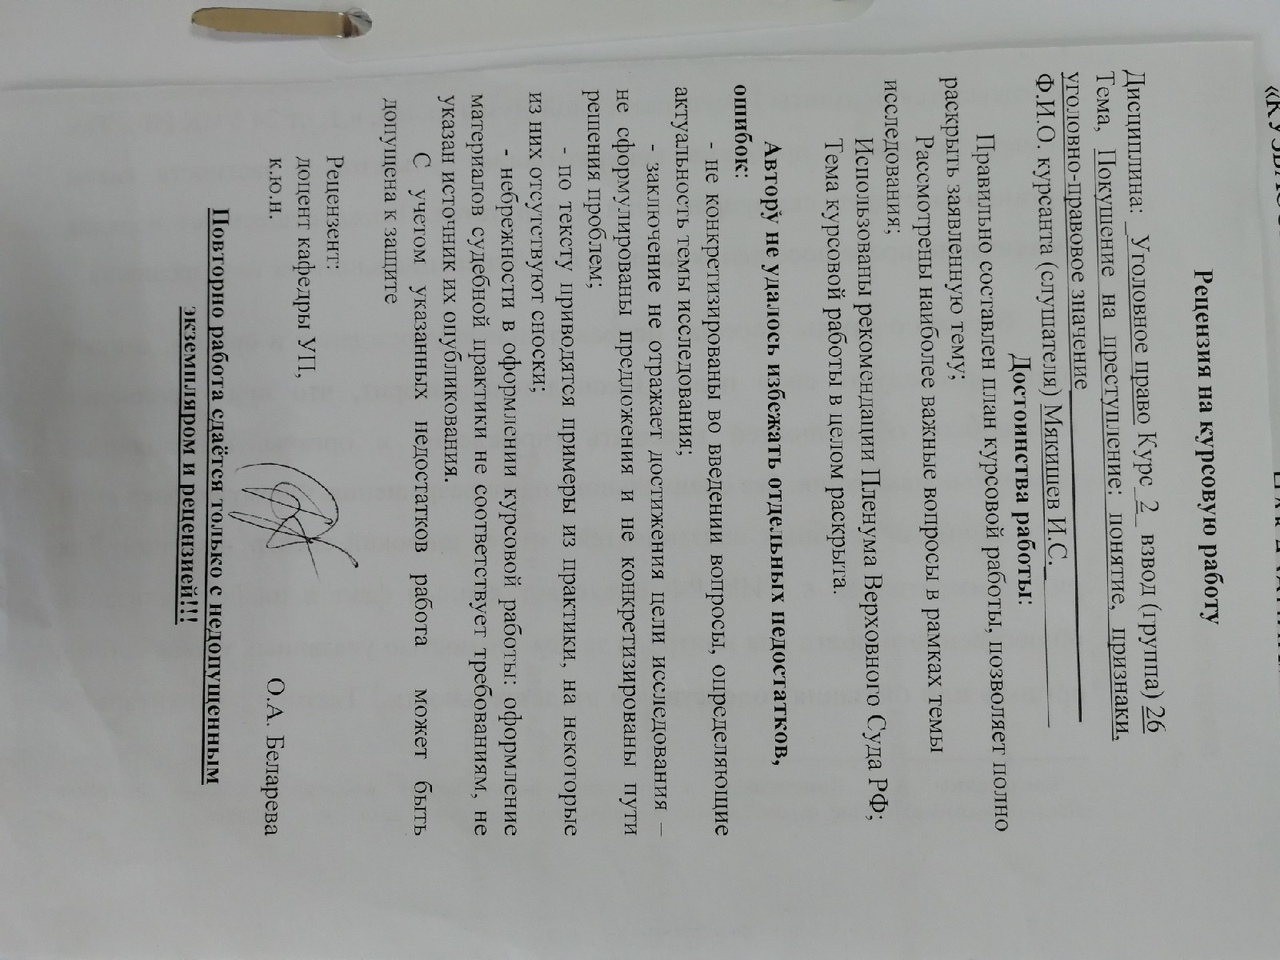 Рецензия на курсовую работу
Дисциплина: _Уголовное право Курс_2_ взвод (группа) 26
Тема, Покушение на преступление: понятие, признаки,
уголовно-правовое значение
Ф.И.О. курсанта (слушателя) Мякишев И.С._
Достоинства работы:
Правильно составлен план курсовой работы, позволяет полно
раскрыть заявленную тему;
Рассмотрены наиболее важные вопросы в рамках темы
исследования;
Использованы рекомендации Пленума Верховного Суда РФ;
Тема курсовой работы в целом раскрыта.
Автору не удалось избежать отдельных недостатков,
ошибок:
- не конкретизированы во введении вопросы, определяющие
актуальность темы исследования;
- заключение не отражает достижения цели исследования –
не сформулированы предложения и не конкретизированы пути
решения проблем;
- по тексту приводятся примеры из практики, на некоторые
из них отсутствуют сноски;
- небрежности в оформлении курсовой работы: оформление
материалов судебной практики не соответствует требованиям, не
указан источник их опубликования.
С учетом указанных недостатков работа может быть
допущена к защите
Рецензент:
доцент кафедры УП,
к.ю.н. О.А. Беларева
Повторно работа сдаётся только с недопущенным
экземпляром и рецензией!!!